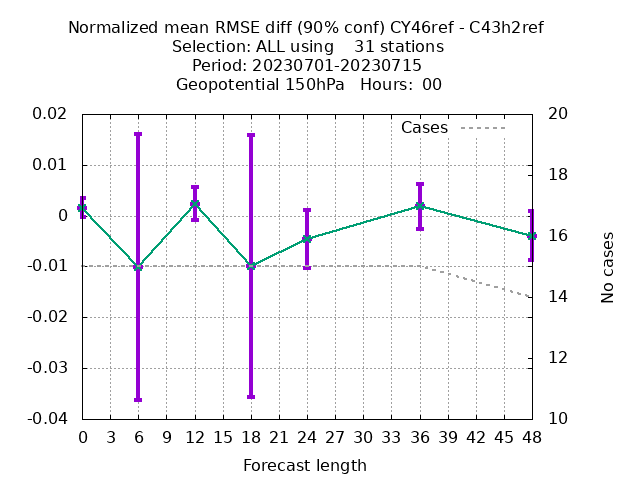 Normalized mean RMSE diff (90% conf) CY46ref - C43h2ref
Selection: ALL using    31 stations
Period: 20230701-20230715
Geopotential 150hPa   Hours:  00
Cases
0.02
0.01
0
-0.01
-0.02
-0.03
-0.04
20
18
16
14
12
10
No cases
0 3 6 9 12 15 18 21 24 27 30 33 36 39 42 45 48
Forecast length